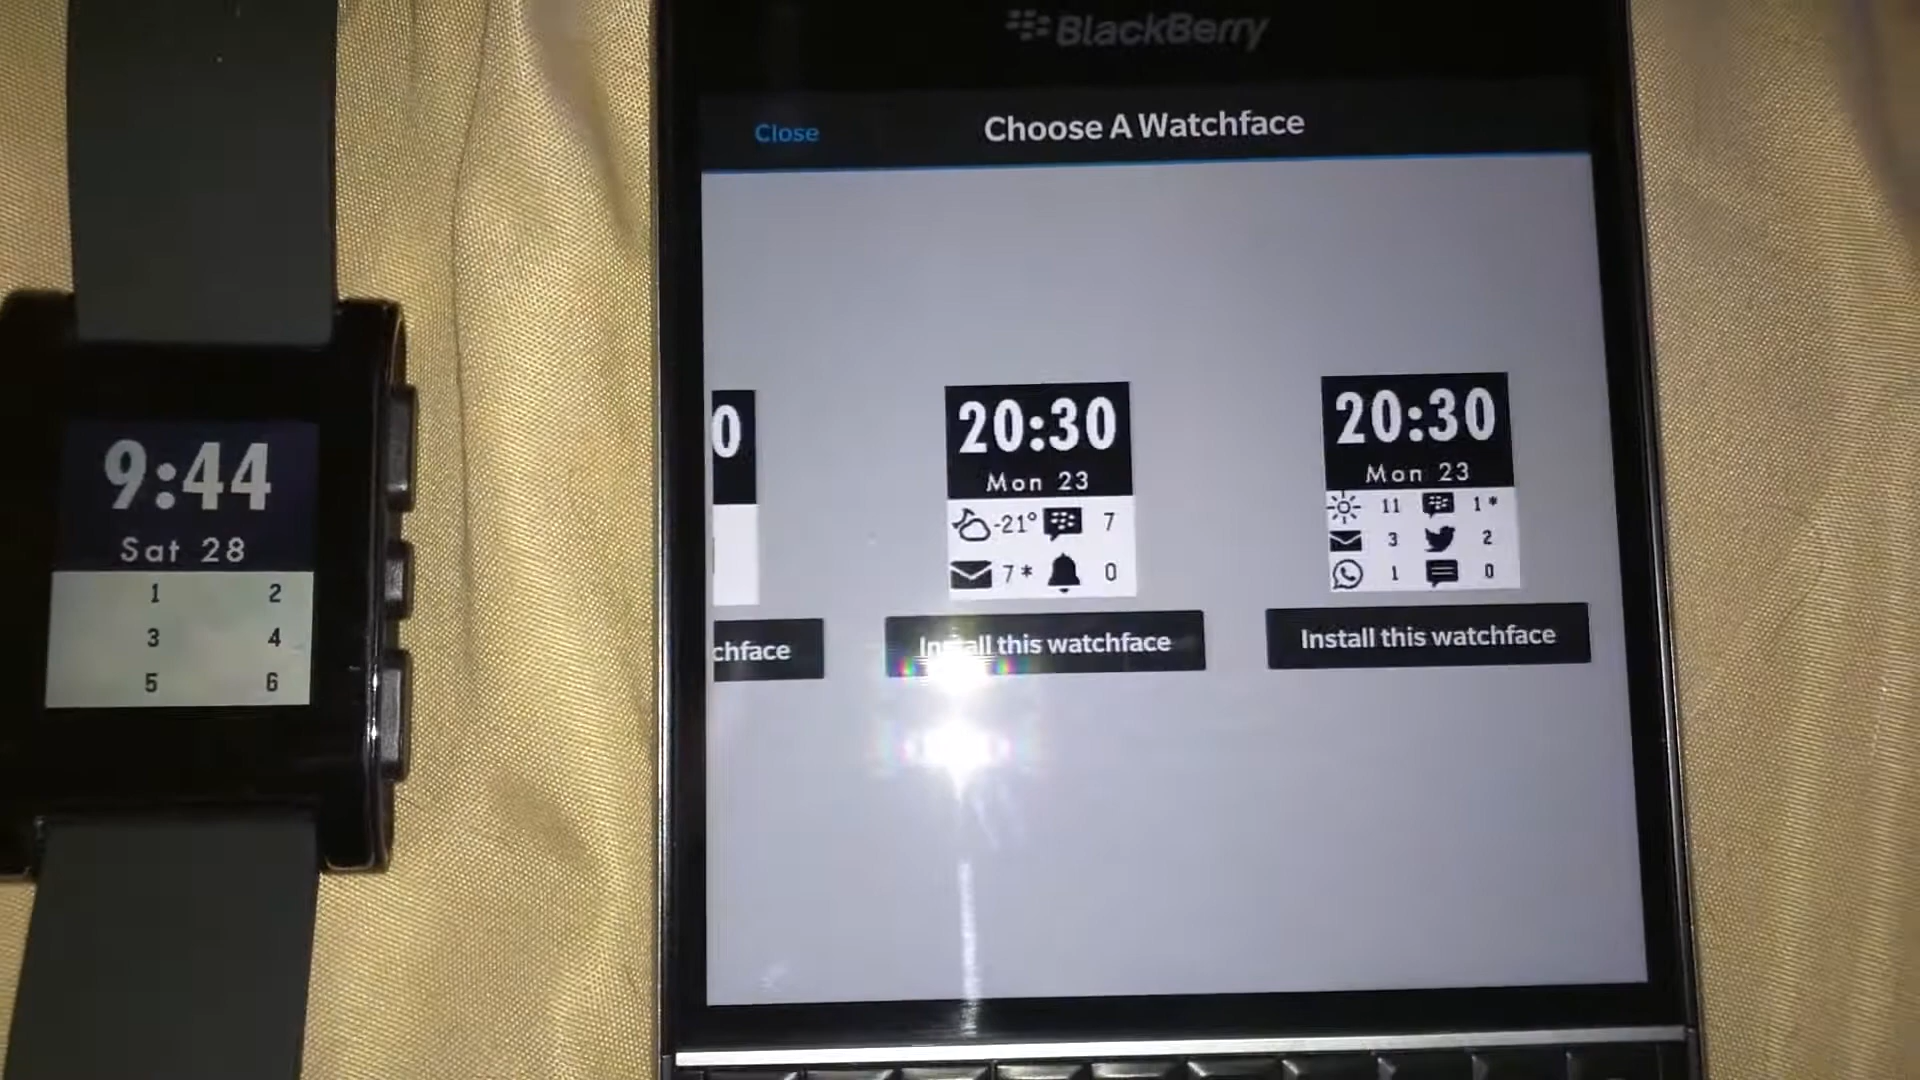 BlackBerry
Close
Choose A Watchface
9:44
Sat 28
1 2
3 4
5 6
0
chface
20:30
Mon 23
-21° 7
7* 0
Install this watchface
20:30
Mon 23
11 1*
3 2
1 0
Install this watchface